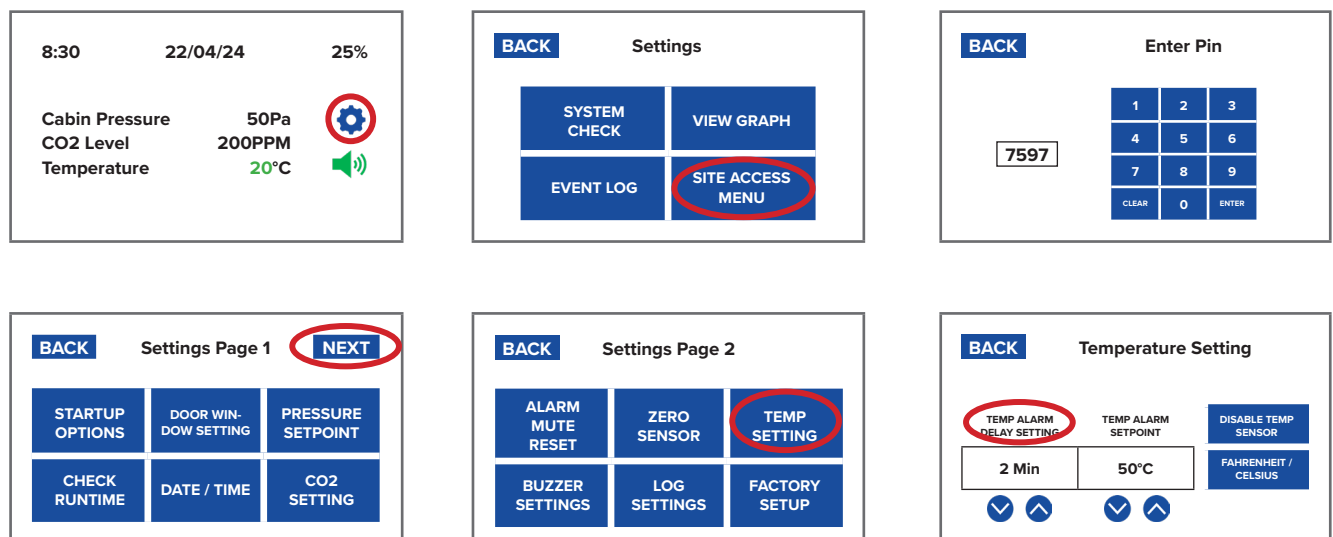 8:30 22/04/24 25%
Cabin Pressure 50Pa
CO2 Level 200PPM
Temperature 20°C
BACK Settings
SYSTEM
CHECK
VIEW GRAPH
EVENT LOG
SITE ACCESS
MENU
BACK Enter Pin
7597
1 2 3
4 5 6
7 8 9
CLEAR 0 ENTER
BACK Settings Page 1 NEXT
STARTUP
OPTIONS
DOOR WIN-
DOW SETTING
PRESSURE
SETPOINT
CHECK
RUNTIME
DATE / TIME
CO2
SETTING
BACK Settings Page 2
ALARM
MUTE
RESET
ZERO
SENSOR
TEMP
SETTING
BUZZER
SETTINGS
LOG
SETTINGS
FACTORY
SETUP
BACK Temperature Setting
TEMP ALARM
DELAY SETTING
TEMP ALARM
SETPOINT
DISABLE TEMP
SENSOR
2 Min 50°C
FAHRENHEIT /
CELSIUS